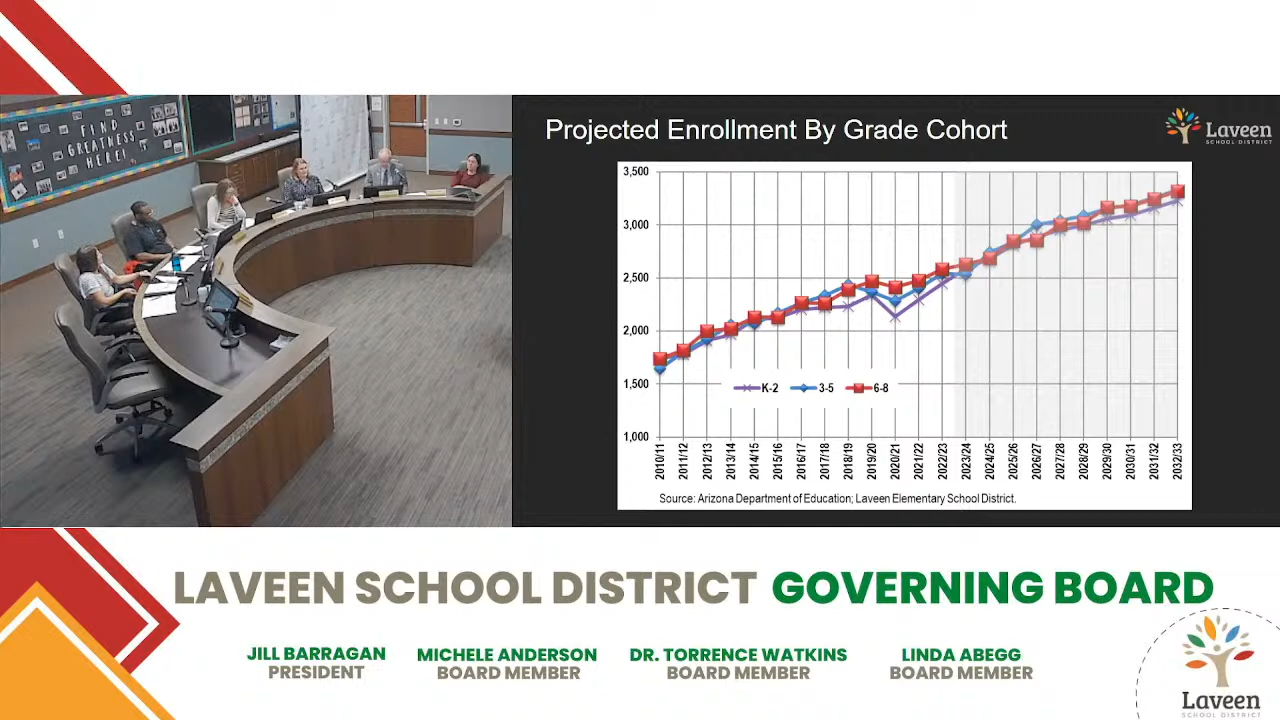 FIND
GREATNESS
HERE!
Projected Enrollment By Grade Cohort
Laveen
SCHOOL DISTRICT
3,500
3,000
2,500
2,000
1,500
1,000
K-2
3-5
6-8
2010/11
2011/12
2012/13
2013/14
2014/15
2015/16
2016/17
2017/18
2018/19
2019/20
2020/21
2021/22
2022/23
2023/24
2024/25
2025/26
2026/27
2027/28
2028/29
2029/30
2030/31
2031/32
2032/33
Source: Arizona Department of Education; Laveen Elementary School District.
LAVEEN SCHOOL DISTRICT GOVERNING BOARD
JILL BARRAGAN
PRESIDENT
MICHELE ANDERSON
BOARD MEMBER
DR. TORRENCE WATKINS
BOARD MEMBER
LINDA ABEGG
BOARD MEMBER
Laveen
SCHOOL DISTRICT